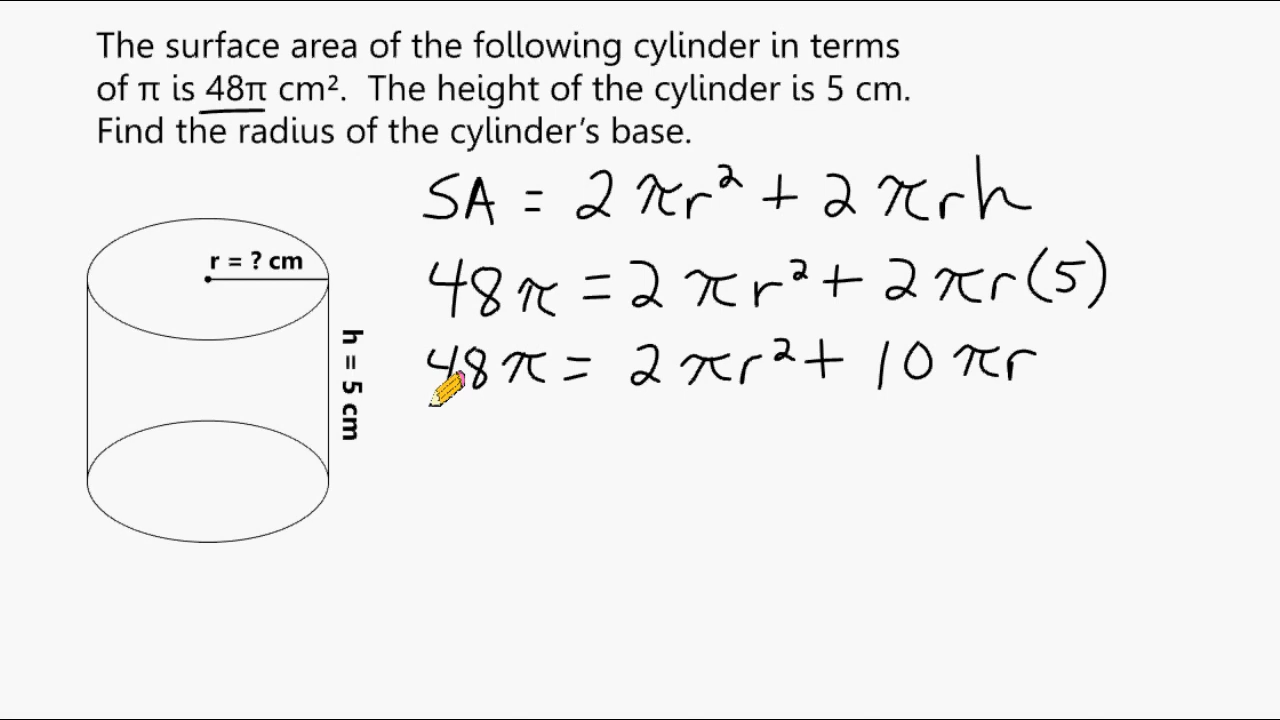 The surface area of the following cylinder in terms
of π is 48π cm². The height of the cylinder is 5 cm.
Find the radius of the cylinder's base.
SA = 2πr² + 2πrh
r = ? cm
48π = 2πr² + 2πr(5)
h = 5 cm
48π = 2πr² + 10πr